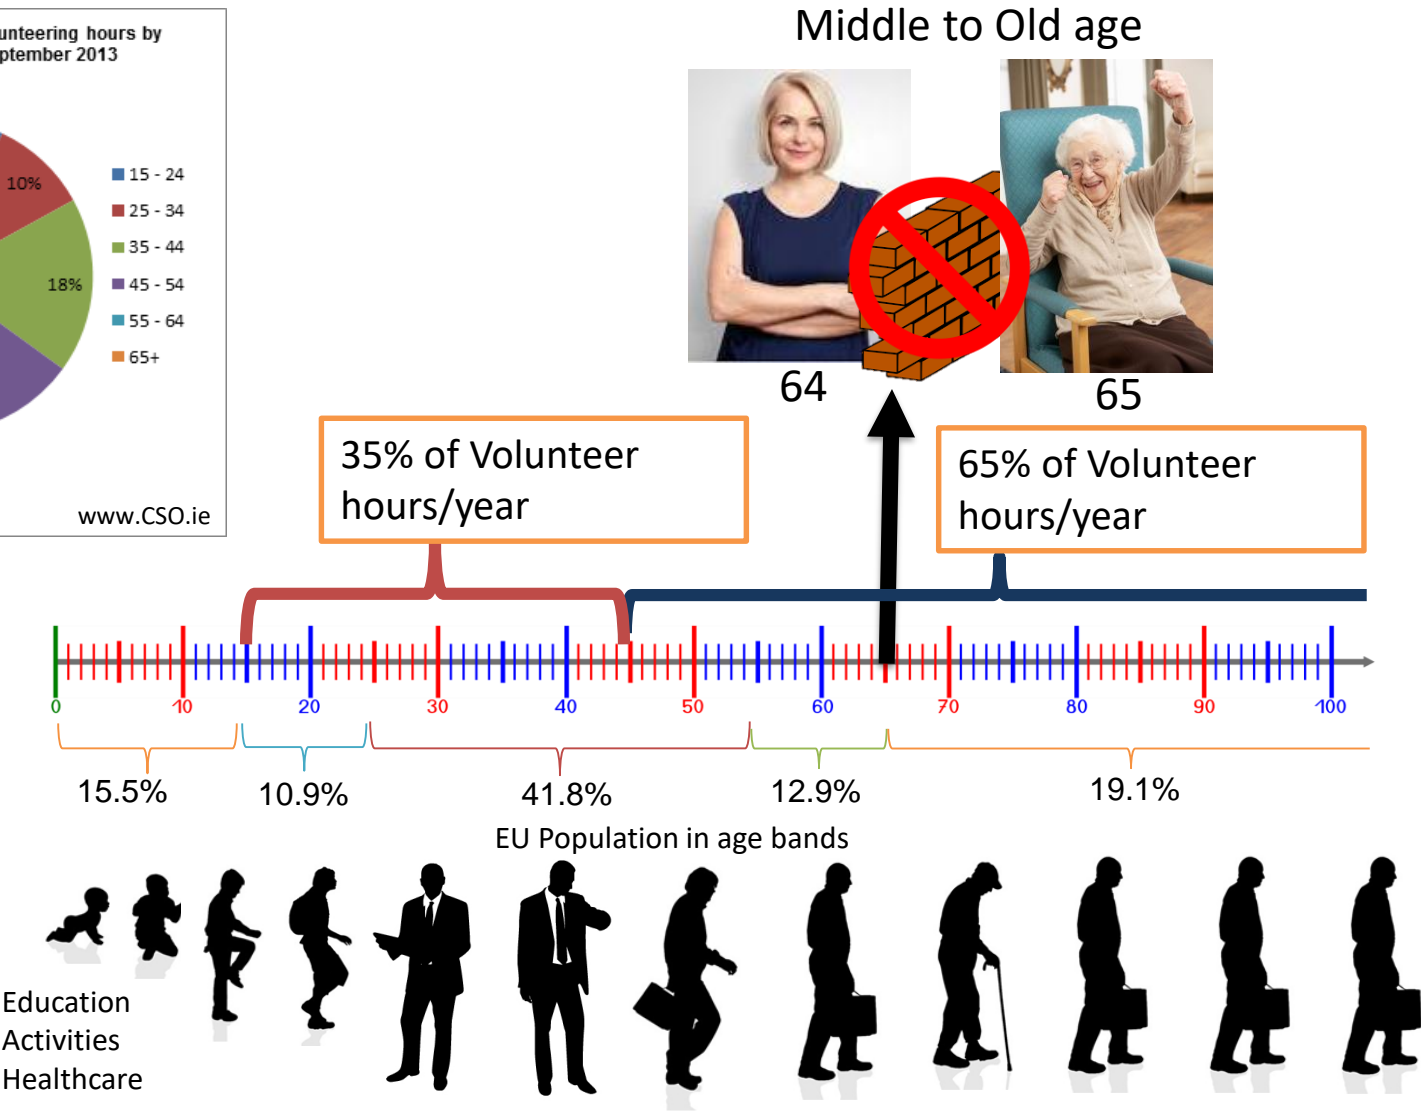 unteering hours by
ptember 2013
10%
18%
15 - 24
25 - 34
35 - 44
45 - 54
55 - 64
65+
www.CSO.ie
Middle to Old age
64
65
35% of Volunteer
hours/year
65% of Volunteer
hours/year
0 10 20 30 40 50 60 70 80 90 100
15.5% 10.9% 41.8% 12.9% 19.1%
EU Population in age bands
Education
Activities
Healthcare